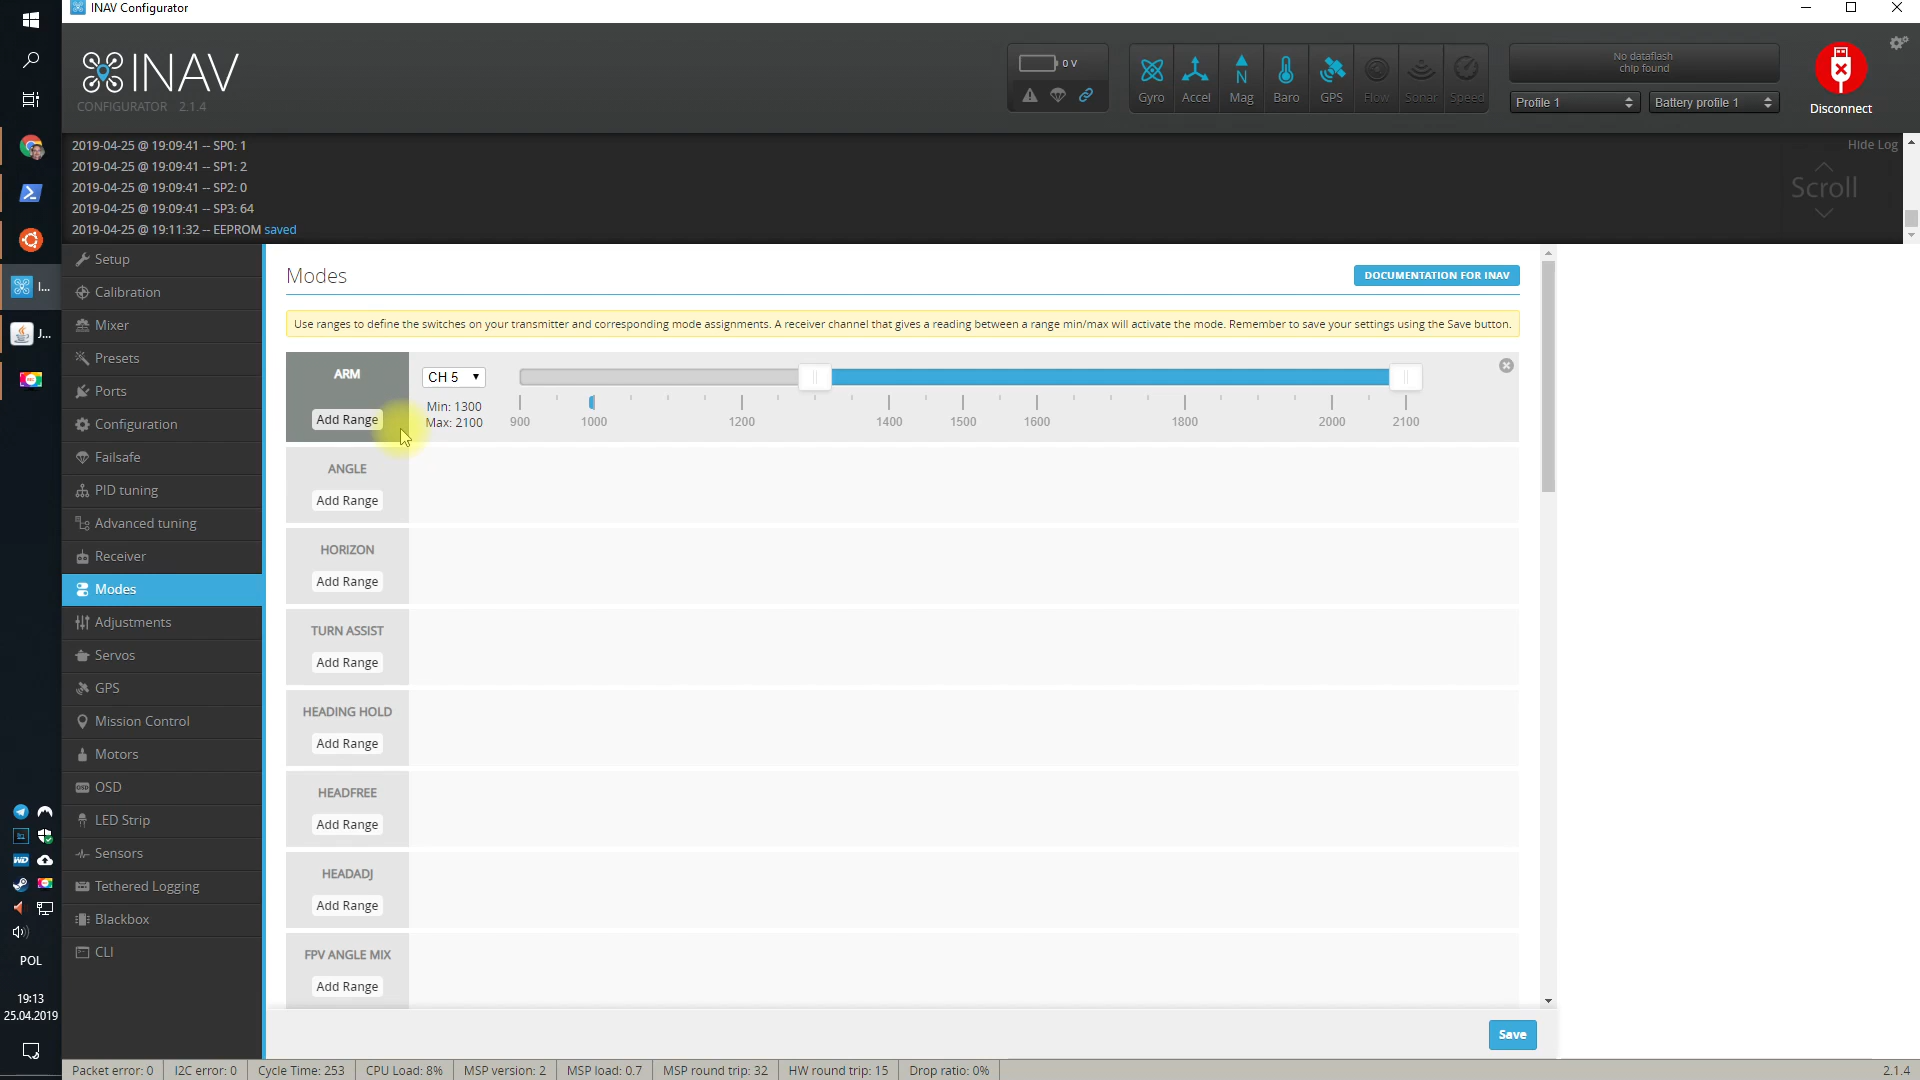 INAV Configurator
INAV
CONFIGURATOR 2.1.4
0 V
Gyro
Accel
N
Mag
Baro
GPS
Flow
Sonar
Speed
No dataflash
chip found
Profile 1
Battery profile 1
Disconnect
2019-04-25 @ 19:09:41 -- SP0: 1
2019-04-25 @ 19:09:41 -- SP1: 2
2019-04-25 @ 19:09:41 -- SP2: 0
2019-04-25 @ 19:09:41 -- SP3: 64
2019-04-25 @ 19:11:32 -- EEPROM saved
Hide Log
Scroll
I...
J...
POL
19:13
25.04.2019
Setup
Calibration
Mixer
Presets
Ports
Configuration
Failsafe
PID tuning
Advanced tuning
Receiver
Modes
Adjustments
Servos
GPS
Mission Control
Motors
OSD
LED Strip
Sensors
Tethered Logging
Blackbox
CLI
Modes
DOCUMENTATION FOR INAV
Use ranges to define the switches on your transmitter and corresponding mode assignments. A receiver channel that gives a reading between a range min/max will activate the mode. Remember to save your settings using the Save button.
ARM
Add Range
CH 5
Min: 1300
Max: 2100
900 1000 1200 1400 1500 1600 1800 2000 2100
ANGLE
Add Range
HORIZON
Add Range
TURN ASSIST
Add Range
HEADING HOLD
Add Range
HEADFREE
Add Range
HEADADJ
Add Range
FPV ANGLE MIX
Add Range
Save
Packet error: 0 I2C error: 0 Cycle Time: 253 CPU Load: 8% MSP version: 2 MSP load: 0.7 MSP round trip: 32 HW round trip: 15 Drop ratio: 0% 2.1.4